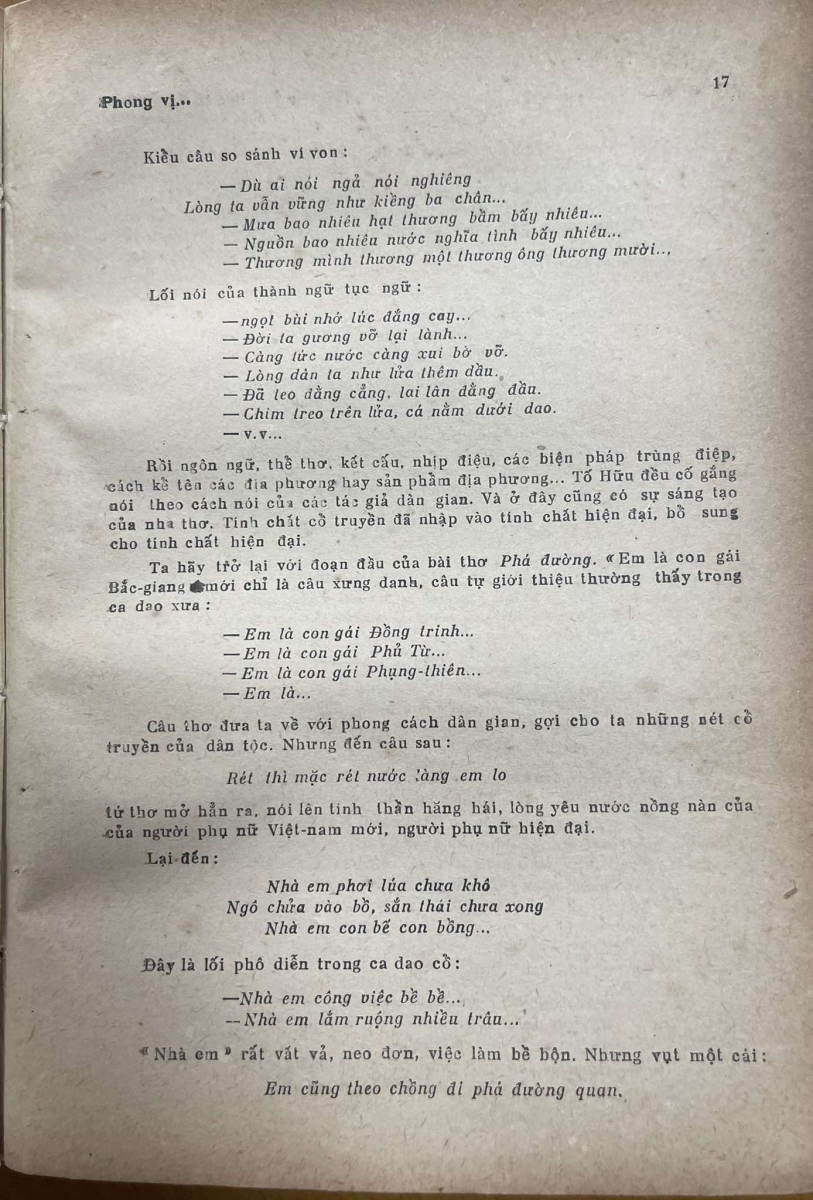 17
Phong vị...
Kiểu câu so sánh ví von :
— Dù ai nói ngả nói nghiêng
Lòng ta vẫn vững như kiềng ba chân...
— Mưa bao nhiêu hạt thương bầm bấy nhiêu...
— Nguồn bao nhiêu nước nghĩa tình bấy nhiêu...
— Thương mình thương một thương ông thương mười...
Lối nói của thành ngữ tục ngữ :
— ngọt bùi nhớ lúc đắng cay...
— Đời ta gương vỡ lại lành...
— Càng tức nước càng xui bờ vỡ.
— Lòng dân ta như lửa thêm dầu.
— Đã leo đằng cẳng, lại lân đằng đầu.
— Chim treo trên lửa, cá nằm dưới dao.
— v.v...
Rồi ngôn ngữ, thể thơ, kết cấu, nhịp điệu, các biện pháp trùng điệp,
cách kể tên các địa phương hay sản phẩm địa phương... Tố Hữu đều cố gắng
nói theo cách nói của các tác giả dân gian. Và ở đây cũng có sự sáng tạo
của nhà thơ. Tính chất cổ truyền đã nhập vào tính chất hiện đại, bổ sung
cho tính chất hiện đại.
Ta hãy trở lại với đoạn đầu của bài thơ Phá đường. « Em là con gái
Bắc-giang mới chỉ là câu xưng danh, câu tự giới thiệu thường thấy trong
ca dao xưa :
— Em là con gái Đồng trinh...
— Em là con gái Phủ Từ...
— Em là con gái Phụng-thiên...
— Em là...
Câu thơ đưa ta về với phong cách dân gian, gợi cho ta những nét cổ
truyền của dân tộc. Nhưng đến câu sau :
Rét thì mặc rét nước làng em lo
tứ thơ mở hẳn ra, nói lên tinh thần hăng hái, lòng yêu nước nồng nàn của
của người phụ nữ Việt-nam mới, người phụ nữ hiện đại.
Lại đến :
Nhà em phơi lúa chưa khô
Ngô chửa vào bồ, sắn thái chưa xong
Nhà em con bế con bồng...
Đây là lối phô diễn trong ca dao cổ :
— Nhà em công việc bề bề...
— Nhà em lắm ruộng nhiều trâu...
« Nhà em » rất vất vả, neo đơn, việc làm bề bộn. Nhưng vụt một cái :
Em cũng theo chồng đi phá đường quan.